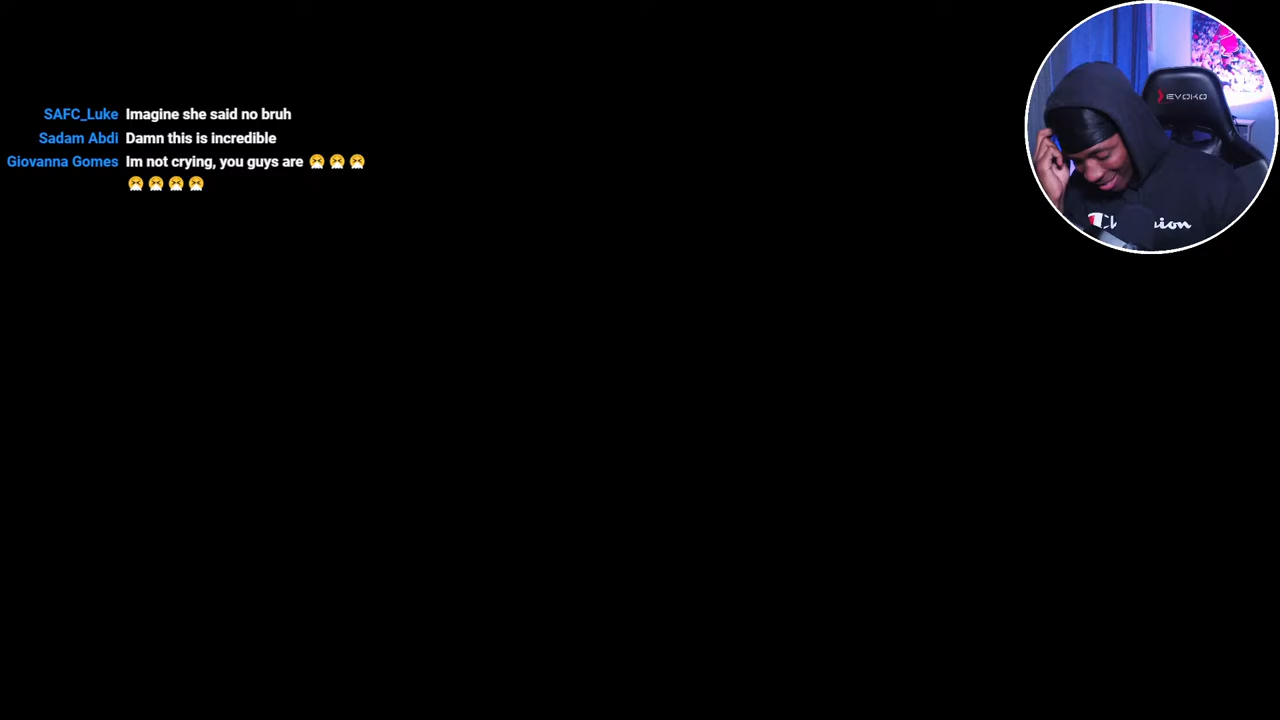 SAFC_Luke Imagine she said no bruh
Sadam Abdi Damn this is incredible
Giovanna Gomes Im not crying, you guys are 😤 😤 😤
😤 😤 😤 😤
EVOKO